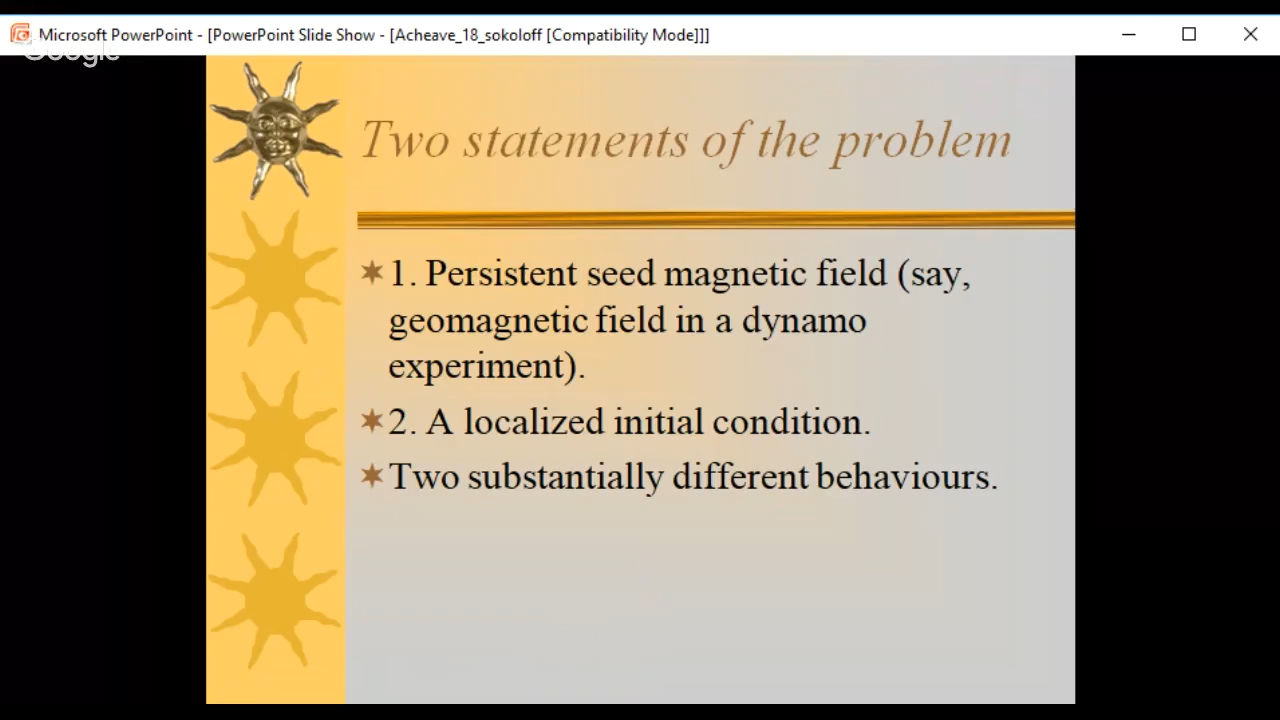 Microsoft PowerPoint - [PowerPoint Slide Show - [Acheave_18_sokoloff [Compatibility Mode]]]
Google
Two statements of the problem
1. Persistent seed magnetic field (say,
geomagnetic field in a dynamo
experiment).
2. A localized initial condition.
Two substantially different behaviours.